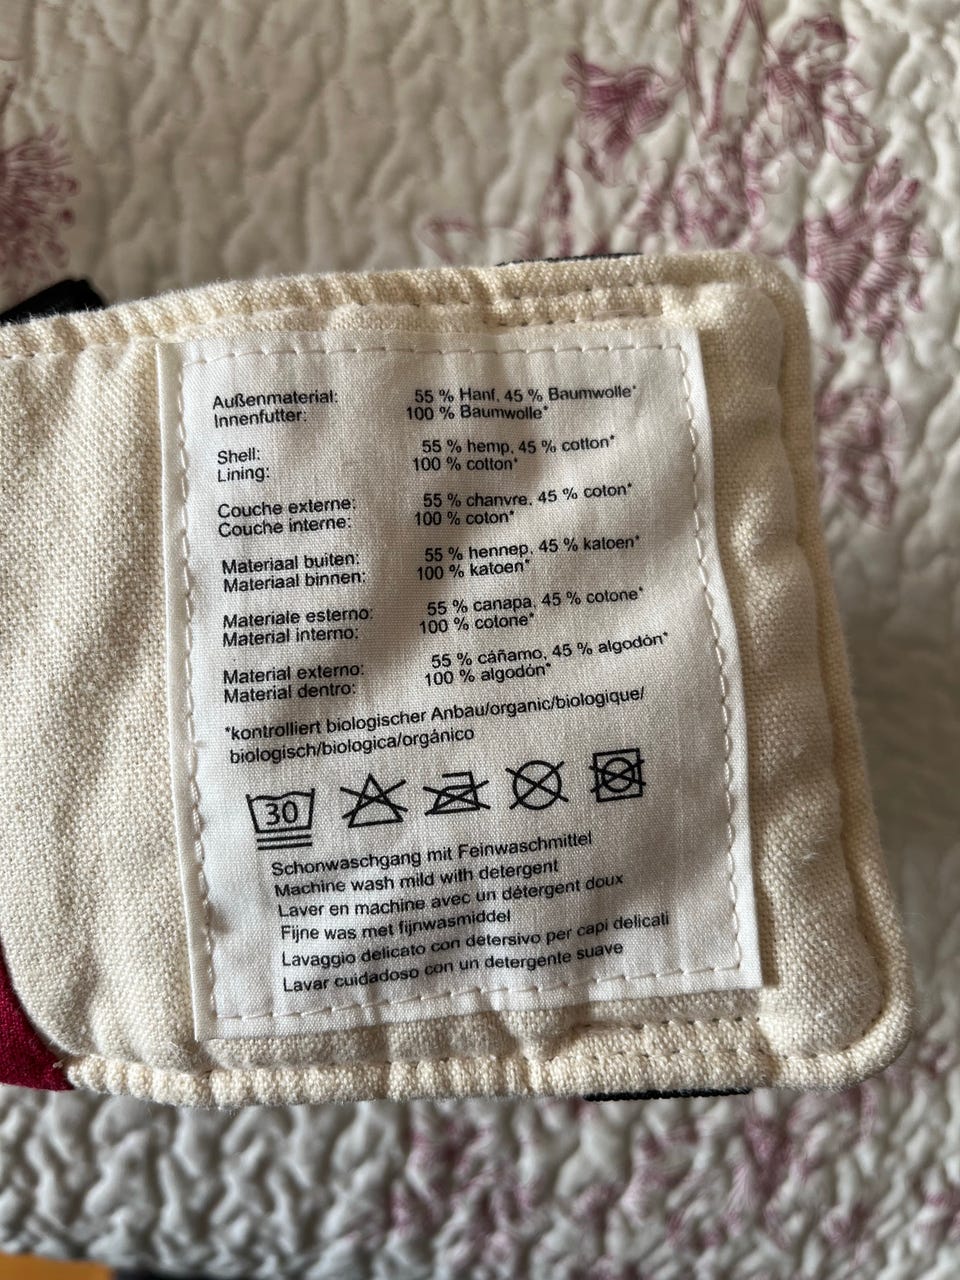 Außenmaterial: 55 % Hanf, 45 % Baumwolle*
Innenfutter: 100 % Baumwolle*
Shell: 55 % hemp, 45 % cotton*
Lining: 100 % cotton*
Couche externe: 55 % chanvre, 45 % coton*
Couche interne: 100 % coton*
Materiaal buiten: 55 % hennep, 45 % katoen*
Materiaal binnen: 100 % katoen*
Materiale esterno: 55 % canapa, 45 % cotone*
Material interno: 100 % cotone*
Material externo: 55 % cáñamo, 45 % algodón*
Material dentro: 100 % algodón*
*kontrolliert biologischer Anbau/organic/biologique/
biologisch/biologica/orgánico
30
Schonwaschgang mit Feinwaschmittel
Machine wash mild with detergent
Laver en machine avec un détergent doux
Fijne was met fijnwasmiddel
Lavaggio delicato con detersivo per capi delicati
Lavar cuidadoso con un detergente suave